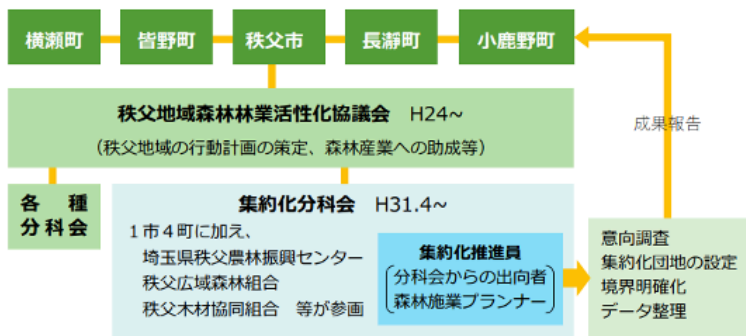 横瀬町
皆野町
秩父市
長瀞町
小鹿野町
秩父地域森林林業活性化協議会 H24~
(秩父地域の行動計画の策定、森林産業への助成等)
成果報告
各種
分科会
集約化分科会 H31.4~
1市4町に加え、
埼玉県秩父農林振興センター
秩父広域森林組合
秩父木材協同組合 等が参画
集約化推進員
分科会からの出向者
森林施業プランナー
意向調査
集約化団地の設定
境界明確化
データ整理